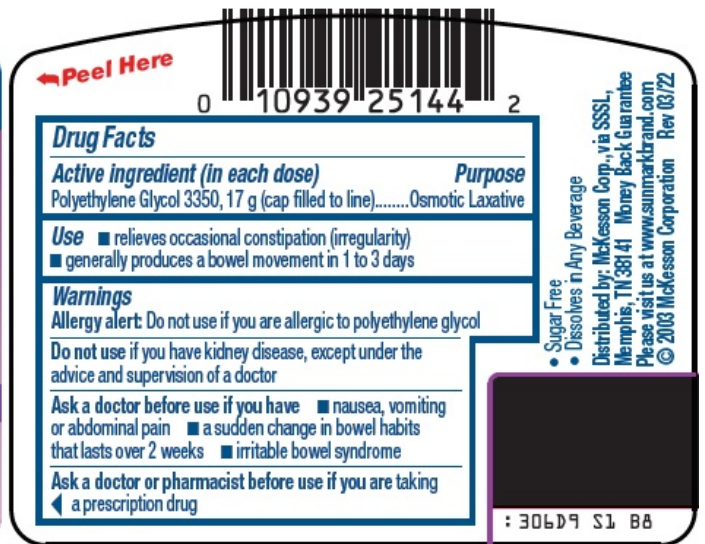 Peel Here
0 10939 25144 2
Drug Facts
Active ingredient (in each dose) Purpose
Polyethylene Glycol 3350, 17 g (cap filled to line)........Osmotic Laxative
Use ■ relieves occasional constipation (irregularity)
■ generally produces a bowel movement in 1 to 3 days
Warnings
Allergy alert: Do not use if you are allergic to polyethylene glycol
Do not use if you have kidney disease, except under the
advice and supervision of a doctor
Ask a doctor before use if you have ■ nausea, vomiting
or abdominal pain ■ a sudden change in bowel habits
that lasts over 2 weeks ■ irritable bowel syndrome
Ask a doctor or pharmacist before use if you are taking
a prescription drug
• Sugar Free
• Dissolves in Any Beverage
Distributed by: McKesson Corp., via SSSL,
Memphis, TN 38141 Money Back Guarantee
Please visit us at www.sunmarkbrand.com
© 2003 McKesson Corporation Rev 03/22
: 306D9 S1 B8